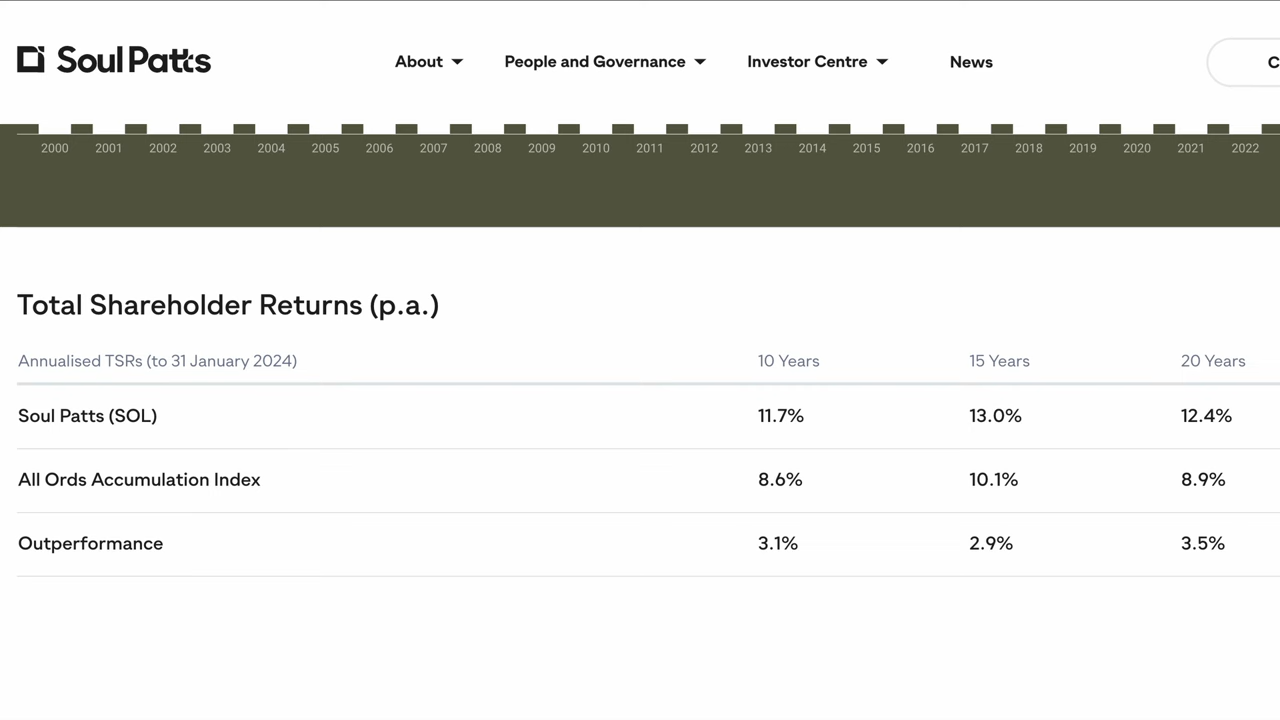 Soul Patts About People and Governance Investor Centre News C
2000 2001 2002 2003 2004 2005 2006 2007 2008 2009 2010 2011 2012 2013 2014 2015 2016 2017 2018 2019 2020 2021 2022
Total Shareholder Returns (p.a.)
Annualised TSRs (to 31 January 2024) 10 Years 15 Years 20 Years
Soul Patts (SOL) 11.7% 13.0% 12.4%
All Ords Accumulation Index 8.6% 10.1% 8.9%
Outperformance 3.1% 2.9% 3.5%